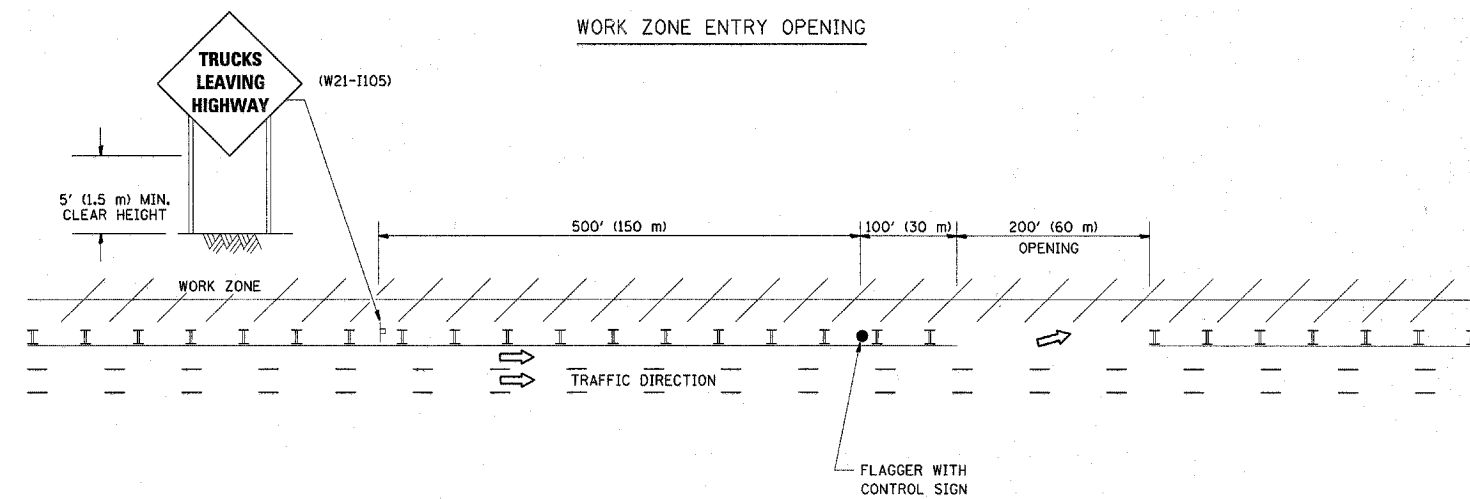 WORK ZONE ENTRY OPENING
TRUCKS
LEAVING
HIGHWAY
(W21-I105)
5' (1.5 m) MIN.
CLEAR HEIGHT
500' (150 m)
100' (30 m)
200' (60 m)
OPENING
WORK ZONE
TRAFFIC DIRECTION
FLAGGER WITH
CONTROL SIGN